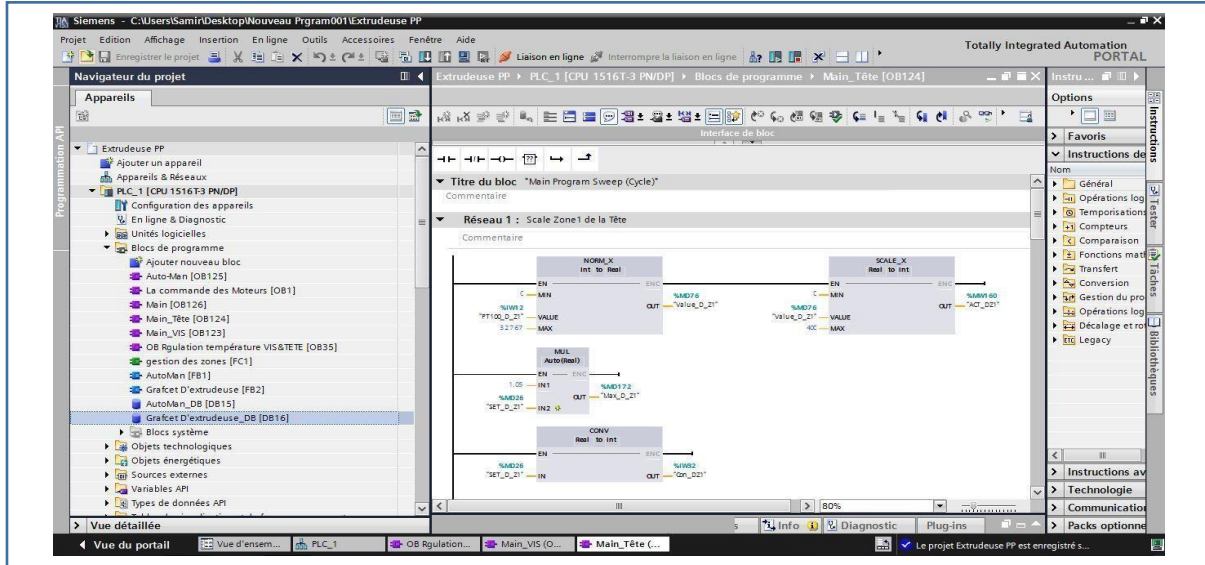 Siemens - C:\Users\Samir\Desktop\Nouveau Prgram001\Extrudeuse PP
Projet Edition Affichage Insertion En ligne Outils Accessoires Fenêtre Aide
Totally Integrated Automation
PORTAL
Enregistrer le projet
Liaison en ligne
Interrompre la liaison en ligne
Navigateur du projet
Appareils
Programmation API
Extrudeuse PP
Ajouter un appareil
Appareils & Réseaux
PLC_1 [CPU 1516T-3 PN/DP]
Configuration des appareils
En ligne & Diagnostic
Unités logicielles
Blocs de programme
Ajouter nouveau bloc
Auto-Man [OB125]
La commande des Moteurs [OB1]
Main [OB126]
Main_Tête [OB124]
Main_VIS [OB123]
OB Rgulation température VIS&TETE [OB35]
gestion des zones [FC1]
AutoMan [FB1]
Grafcet D'extrudeuse [FB2]
AutoMan_DB [DB15]
Grafcet D'extrudeuse_DB [DB16]
Blocs système
Objets technologiques
Objets énergétiques
Sources externes
Variables API
Types de données API
Vue détaillée
Extrudeuse PP PLC_1 [CPU 1516T-3 PN/DP] Blocs de programme Main_Tête [OB124]
Interface de bloc
Titre du bloc "Main Program Sweep (Cycle)"
Commentaire
Réseau 1 : Scale Zone1 de la Tête
Commentaire
NORM_X
Int to Real
EN ENO
MIN
%IW12
"PT100_D_Z1" VALUE
32767 MAX
OUT %MD76
"Value_D_Z1"
SCALE_X
Real to Int
EN ENO
MIN
%MD76
"Value_D_Z1" VALUE
MAX
OUT %MW160
"ACT_DZ1"
MUL
Auto (Real)
EN ENO
1.05 IN1
%MD26
"SET_D_Z1" IN2
OUT %MD172
"Max_D_Z1"
CONV
Real to Int
EN ENO
%MD26
"SET_D_Z1" IN
OUT
80%
Info Diagnostic Plug-ins
Instru ...
Options
Favoris
Instructions de
Nom
Général
Opérations log
Temporisations
Compteurs
Comparaison
Fonctions math
Transfert
Conversion
Gestion du pro
Opérations log
Décalage et rot
Legacy
Instructions av
Technologie
Communication
Packs optionne
Instructions
Tester
Tâches
Bibliothèques
Vue du portail
Vue d'ensem...
PLC_1
OB Rgulation...
Main_VIS (O...
Main_Tête (...
Le projet Extrudeuse PP est enregistré s...